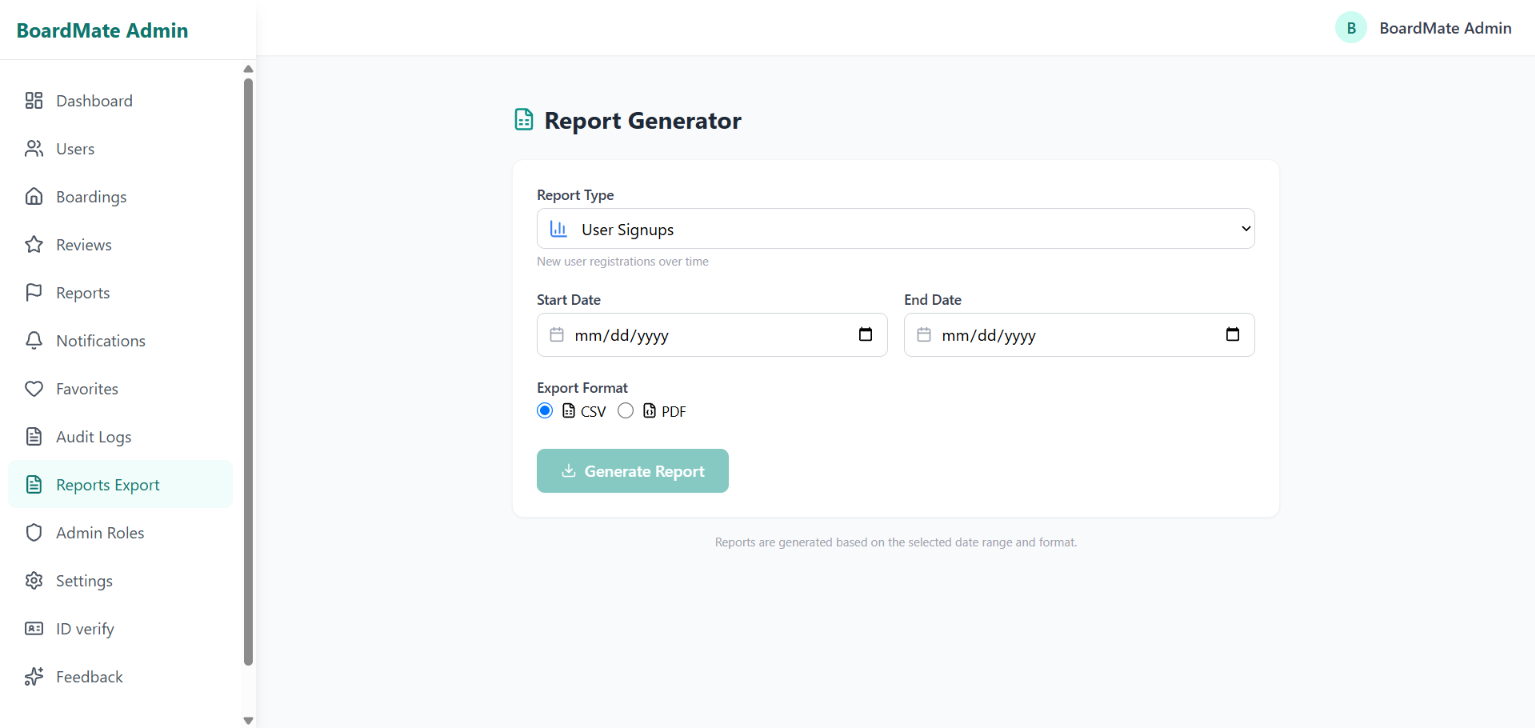 BoardMate Admin
B BoardMate Admin
Dashboard
Users
Boardings
Reviews
Reports
Notifications
Favorites
Audit Logs
Reports Export
Admin Roles
Settings
ID verify
Feedback
Report Generator
Report Type
User Signups
New user registrations over time
Start Date End Date
mm/dd/yyyy mm/dd/yyyy
Export Format
CSV PDF
Generate Report
Reports are generated based on the selected date range and format.